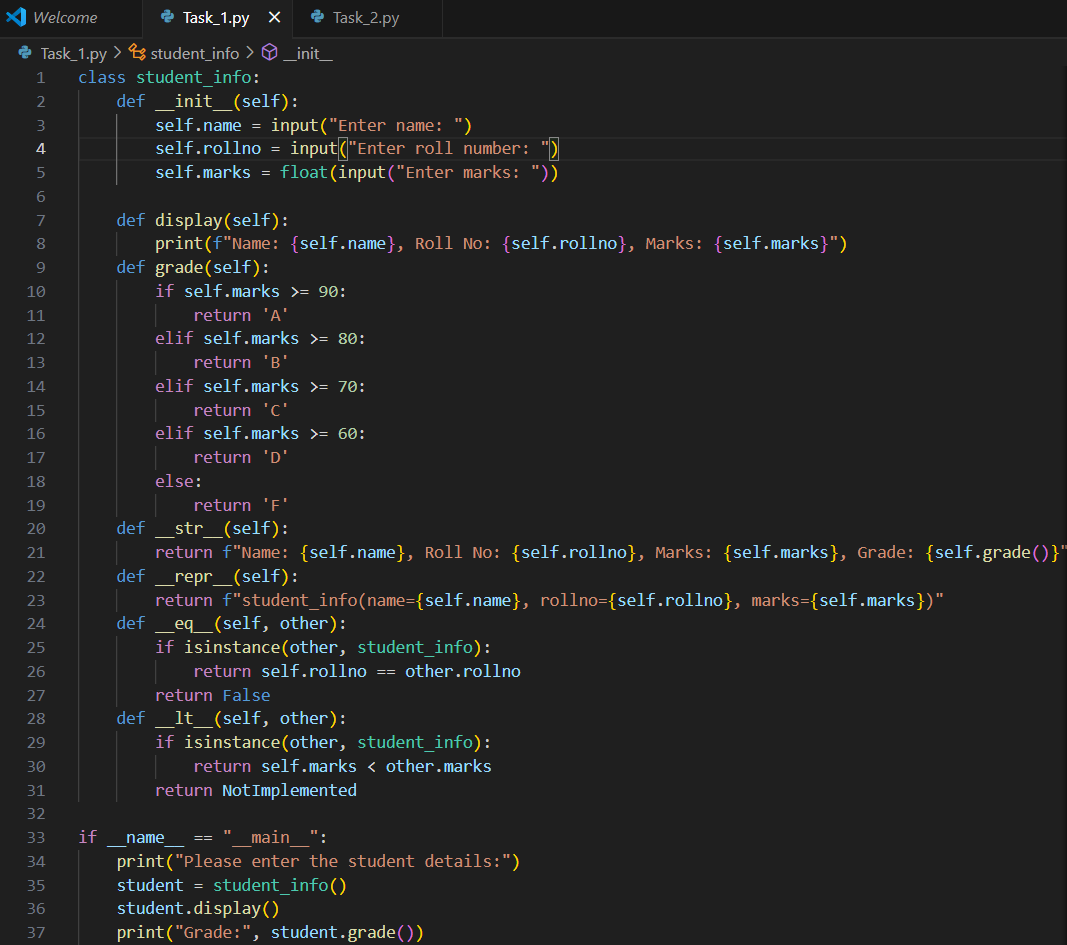 Welcome
Task_1.py
Task_2.py
Task_1.py > student_info > __init__
1 class student_info:
2     def __init__(self):
3         self.name = input("Enter name: ")
4         self.rollno = input("Enter roll number: ")
5         self.marks = float(input("Enter marks: "))
6
7     def display(self):
8         print(f"Name: {self.name}, Roll No: {self.rollno}, Marks: {self.marks}")
9     def grade(self):
10         if self.marks >= 90:
11             return 'A'
12         elif self.marks >= 80:
13             return 'B'
14         elif self.marks >= 70:
15             return 'C'
16         elif self.marks >= 60:
17             return 'D'
18         else:
19             return 'F'
20     def __str__(self):
21         return f"Name: {self.name}, Roll No: {self.rollno}, Marks: {self.marks}, Grade: {self.grade()}"
22     def __repr__(self):
23         return f"student_info(name={self.name}, rollno={self.rollno}, marks={self.marks})"
24     def __eq__(self, other):
25         if isinstance(other, student_info):
26             return self.rollno == other.rollno
27         return False
28     def __lt__(self, other):
29         if isinstance(other, student_info):
30             return self.marks < other.marks
31         return NotImplemented
32
33 if __name__ == "__main__":
34     print("Please enter the student details:")
35     student = student_info()
36     student.display()
37     print("Grade:", student.grade())